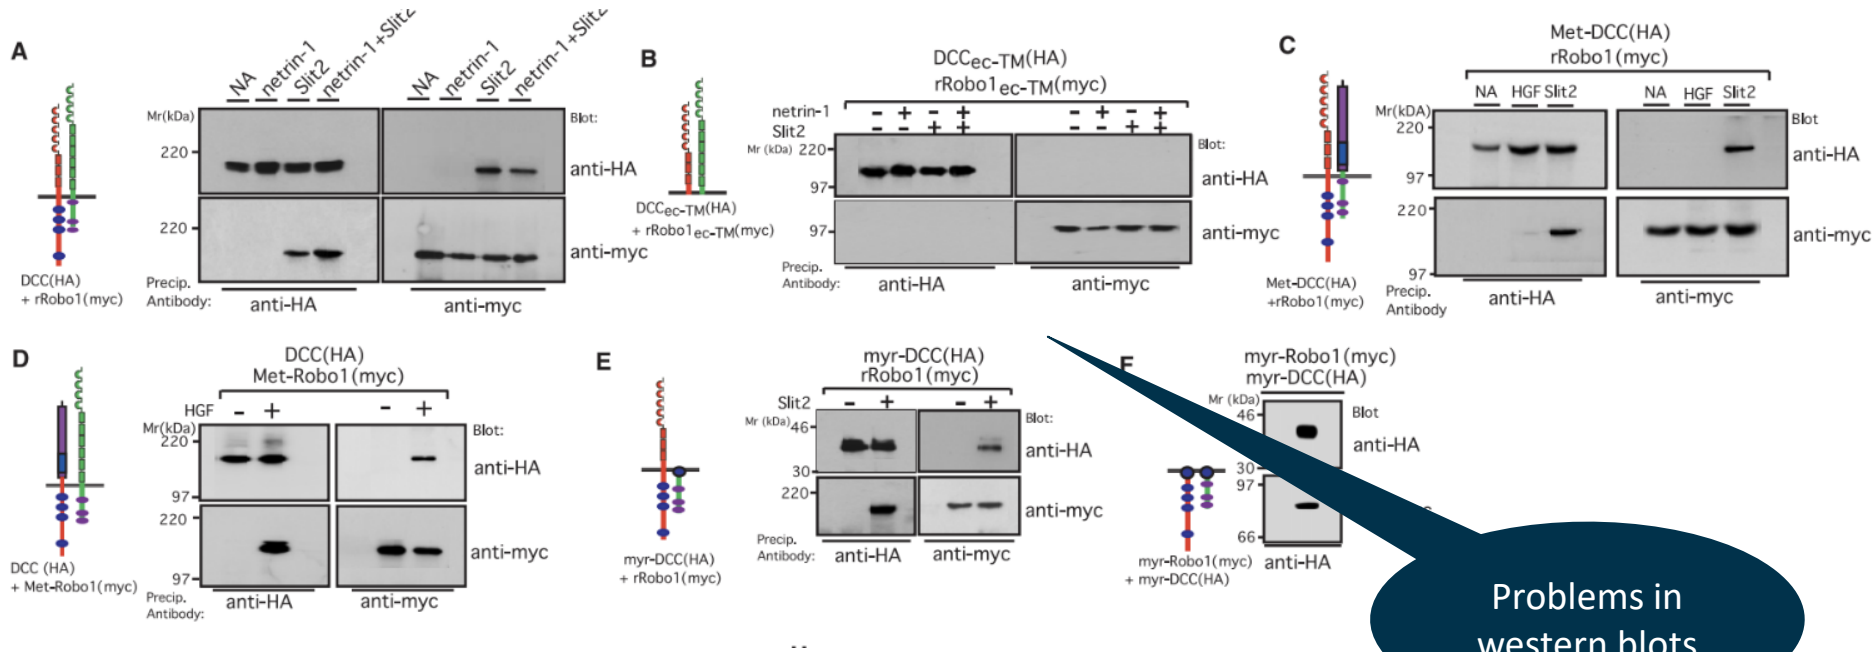 A
NA
netrin-1
Slit2
netrin-1+Slit2
NA
netrin-1
Slit2
netrin-1+Slit2
Mr(kDa)
Blot:
220
anti-HA
220
anti-myc
DCC(HA)
+ rRobo1(myc)
Precip.
Antibody:
anti-HA
anti-myc
B
DCCec-TM(HA)
rRobo1ec-TM(myc)
netrin-1 - + - + - + - +
Slit2 - - + + - - + +
Mr (kDa) 220
Blot:
anti-HA
97
DCCec-TM(HA)
+ rRobo1ec-TM(myc)
97
anti-myc
Precip.
Antibody:
anti-HA
anti-myc
C
Met-DCC(HA)
rRobo1(myc)
NA HGF Slit2 NA HGF Slit2
Mr(kDa)
220
Blot
anti-HA
97
220
anti-myc
97
Met-DCC(HA)
+rRobo1(myc)
Precip.
Antibody
anti-HA
anti-myc
D
DCC(HA)
Met-Robo1(myc)
HGF - + - +
Mr(kDa)
220
Blot:
anti-HA
97
220
anti-myc
97
DCC (HA)
+ Met-Robo1(myc)
Precip.
Antibody:
anti-HA
anti-myc
E
myr-DCC(HA)
rRobo1(myc)
Slit2 - + - +
Mr (kDa) 46
Blot:
anti-HA
30
220
anti-myc
myr-DCC(HA)
+ rRobo1(myc)
Precip.
Antibody:
anti-HA
anti-myc
F
myr-Robo1(myc)
myr-DCC(HA)
Mr (kDa)
46
Blot
anti-HA
30
97
66
myr-Robo1(myc)
+ myr-DCC(HA)
anti-HA
Problems in
western blots